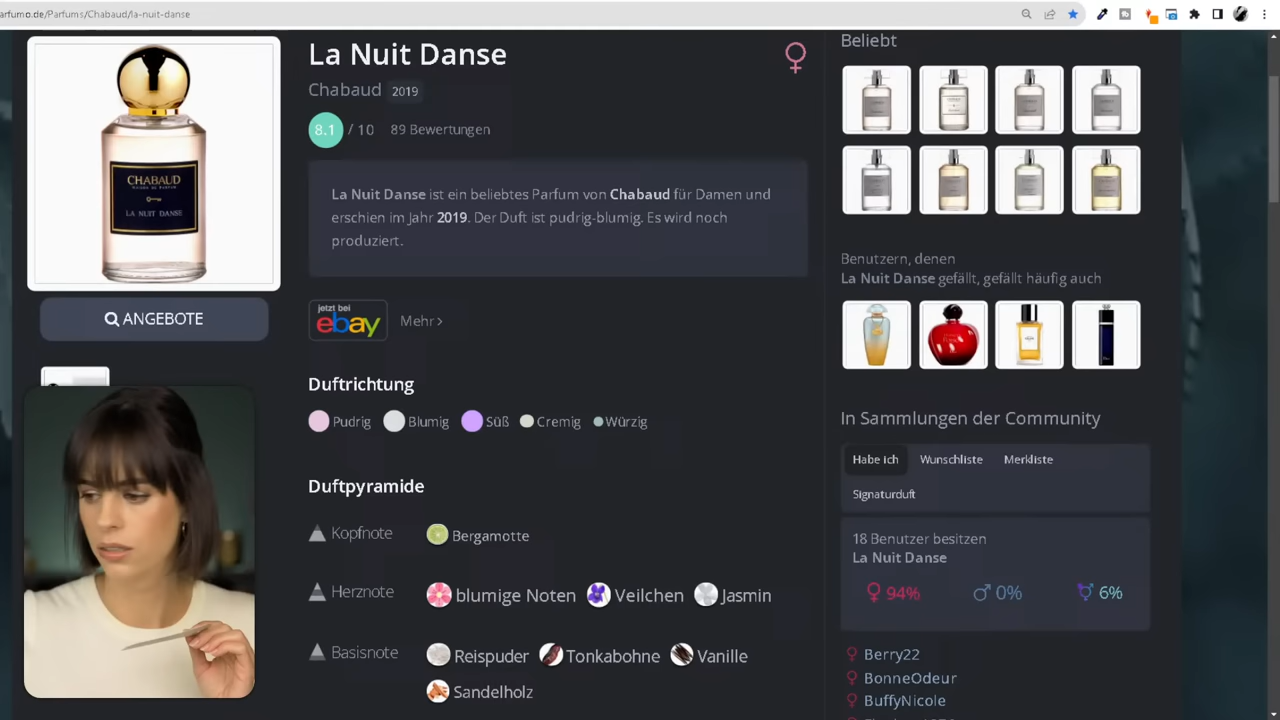 arfumo.de/Parfums/Chabaud/la-nuit-danse
CHABAUD
LA NUIT DANSE
ANGEBOTE
La Nuit Danse
Chabaud 2019
8.1 / 10 89 Bewertungen
La Nuit Danse ist ein beliebtes Parfum von Chabaud für Damen und
erschien im Jahr 2019. Der Duft ist pudrig-blumig. Es wird noch
produziert.
jetzt bei
ebay
Mehr
Duftrichtung
Pudrig Blumig Süß Cremig Würzig
Duftpyramide
Kopfnote Bergamotte
Herznote blumige Noten Veilchen Jasmin
Basisnote Reispuder Tonkabohne Vanille
Sandelholz
Beliebt
Benutzern, denen
La Nuit Danse gefällt, gefällt häufig auch
In Sammlungen der Community
Habe ich Wunschliste Merkliste
Signaturduft
18 Benutzer besitzen
La Nuit Danse
94% 0% 6%
Berry22
BonneOdeur
BuffyNicole